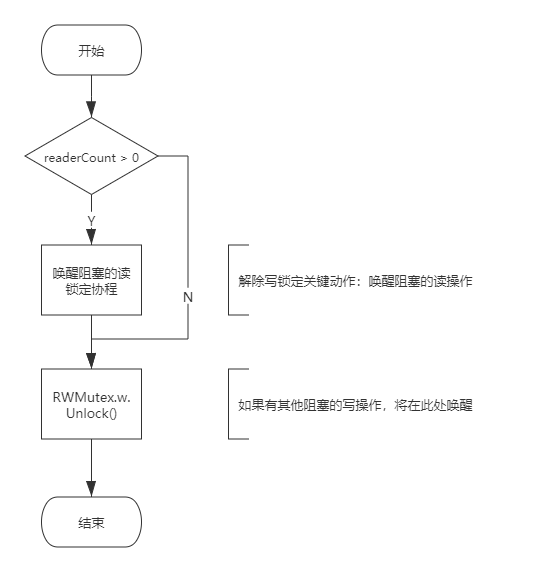 开始
readerCount > 0
Y
唤醒阻塞的读
锁定协程
解除写锁定关键动作：唤醒阻塞的读操作
N
RWMutex.w.
Unlock()
如果有其他阻塞的写操作，将在此处唤醒
结束